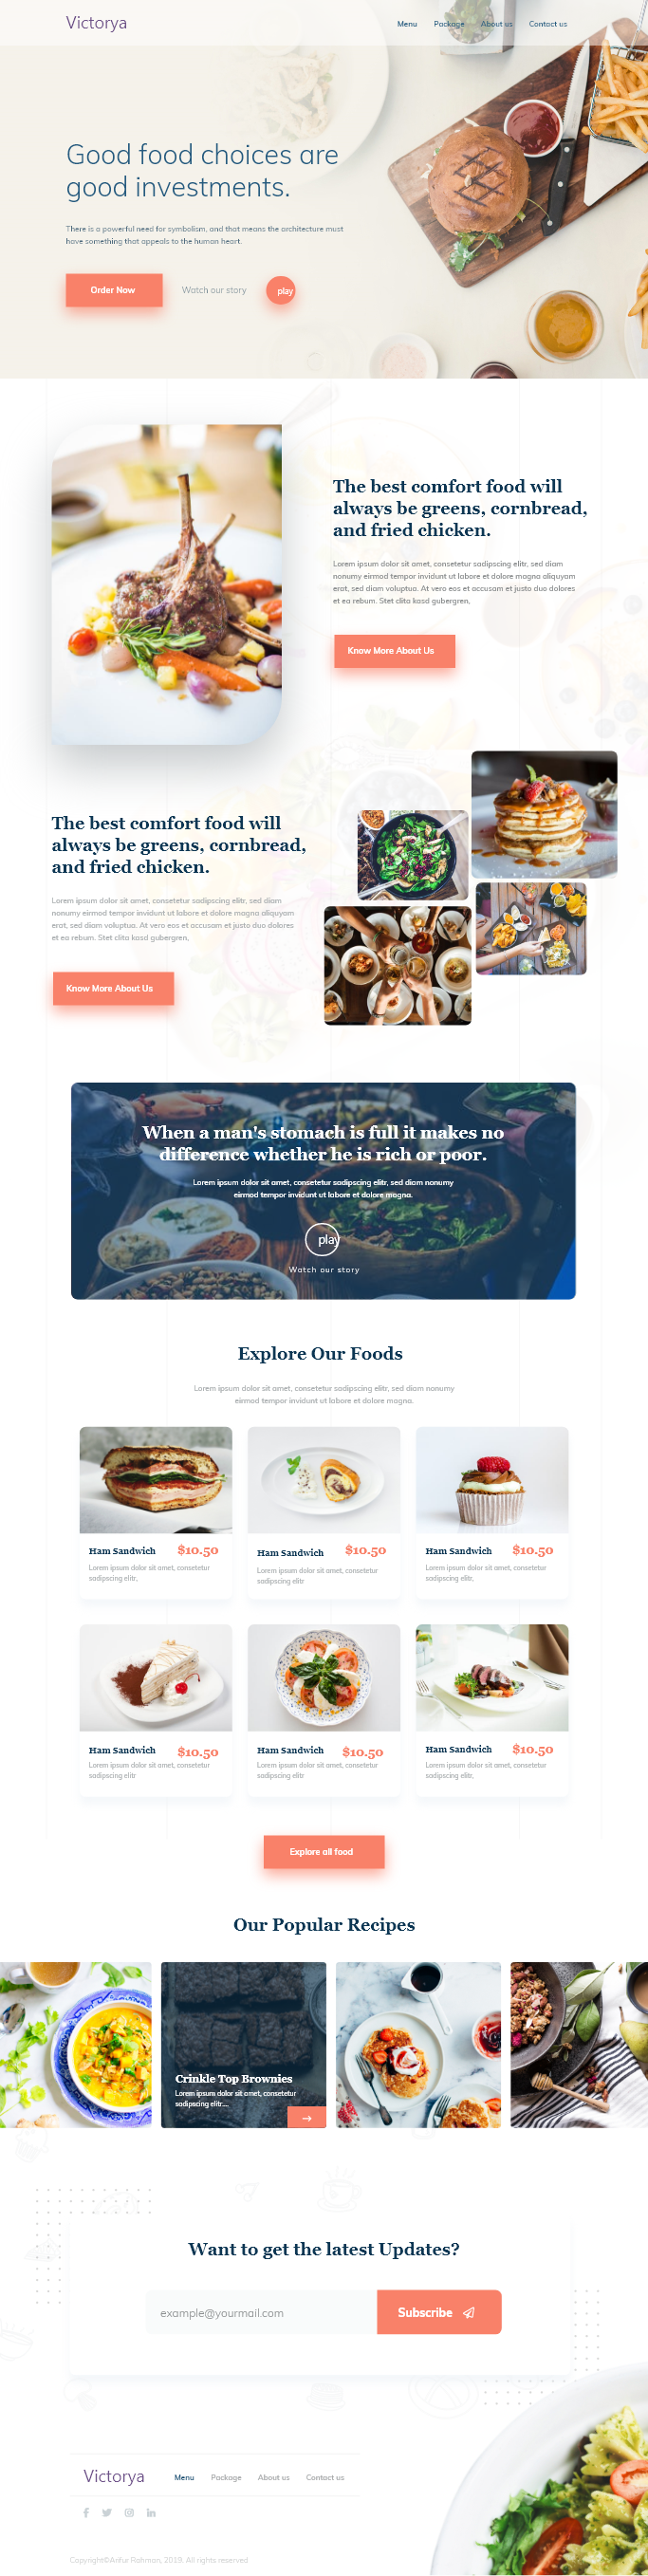 Victorya
Menu Package About us Contact us
Good food choices are
good investments.
There is a powerful need for symbolism, and that means the architecture must
have something that appeals to the human heart.
Order Now
Watch our story
play
The best comfort food will
always be greens, cornbread,
and fried chicken.
Lorem ipsum dolor sit amet, consetetur sadipscing elitr, sed diam
nonumy eirmod tempor invidunt ut labore et dolore magna aliquyam
erat, sed diam voluptua. At vero eos et accusam et justo duo dolores
et ea rebum. Stet clita kasd gubergren,
Know More About Us
The best comfort food will
always be greens, cornbread,
and fried chicken.
Lorem ipsum dolor sit amet, consetetur sadipscing elitr, sed diam
nonumy eirmod tempor invidunt ut labore et dolore magna aliquyam
erat, sed diam voluptua. At vero eos et accusam et justo duo dolores
et ea rebum. Stet clita kasd gubergren,
Know More About Us
When a man's stomach is full it makes no
difference whether he is rich or poor.
Lorem ipsum dolor sit amet, consetetur sadipscing elitr, sed diam nonumy
eirmod tempor invidunt ut labore et dolore magna.
play
Watch our story
Explore Our Foods
Lorem ipsum dolor sit amet, consetetur sadipscing elitr, sed diam nonumy
eirmod tempor invidunt ut labore et dolore magna.
Ham Sandwich $10.50
Lorem ipsum dolor sit amet, consetetur
sadipscing elitr,
Ham Sandwich $10.50
Lorem ipsum dolor sit amet, consetetur
sadipscing elitr
Ham Sandwich $10.50
Lorem ipsum dolor sit amet, consetetur
sadipscing elitr,
Ham Sandwich $10.50
Lorem ipsum dolor sit amet, consetetur
sadipscing elitr
Ham Sandwich $10.50
Lorem ipsum dolor sit amet, consetetur
sadipscing elitr
Ham Sandwich $10.50
Lorem ipsum dolor sit amet, consetetur
sadipscing elitr,
Explore all food
Our Popular Recipes
Crinkle Top Brownies
Lorem ipsum dolor sit amet, consetetur
sadipscing elitr....
Want to get the latest Updates?
example@yourmail.com
Subscribe
Victorya
Menu Package About us Contact us
Copyright©Arifur Rahman, 2019. All rights reserved